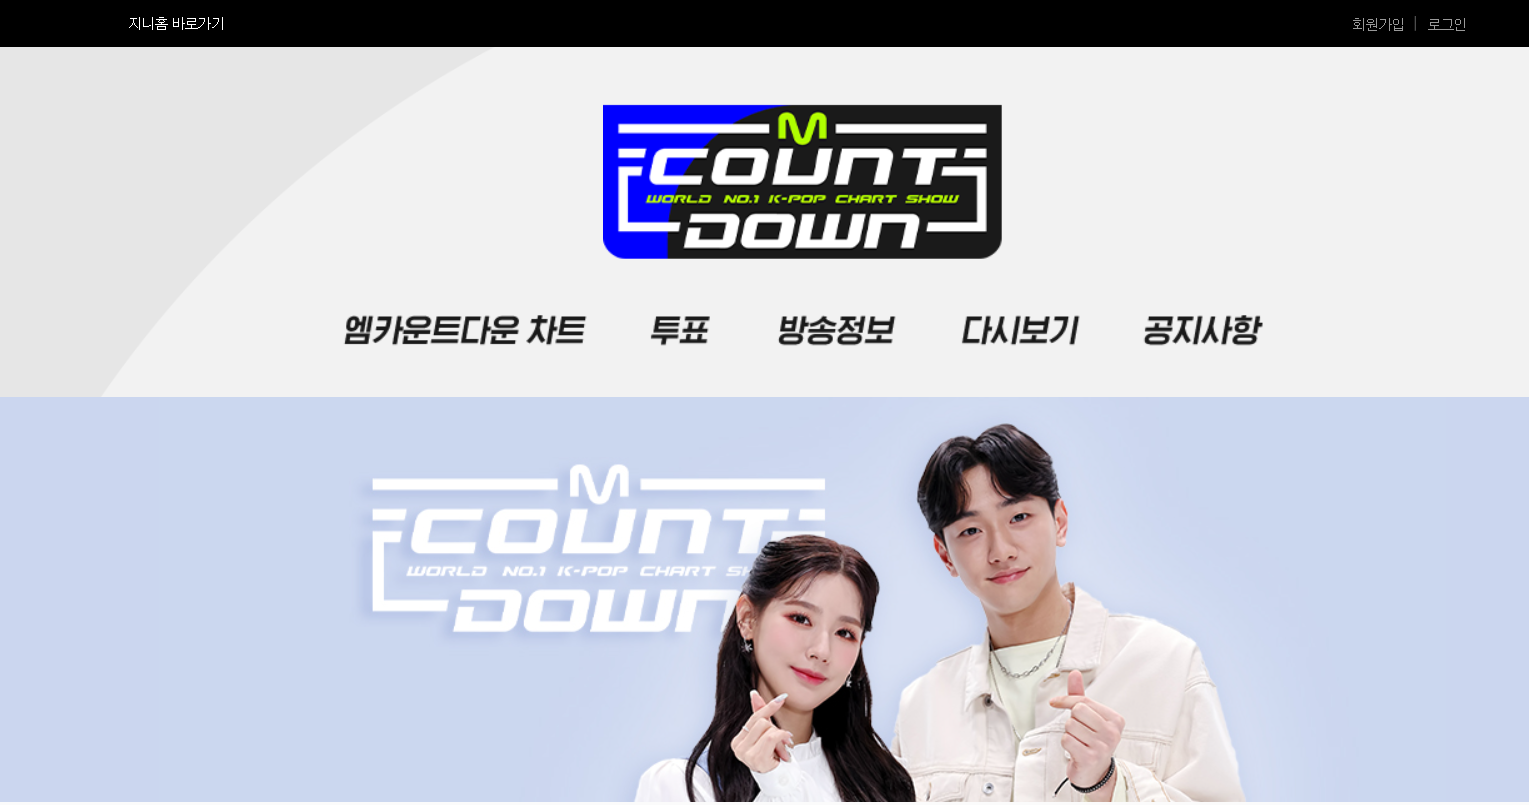 지니홈 바로가기
회원가입 | 로그인
M
COUNT
WORLD NO.1 K-POP CHART SHOW
DOWN
엠카운트다운 차트 투표 방송정보 다시보기 공지사항
M
COUNT
WORLD NO.1 K-POP CHART SH
DOWN